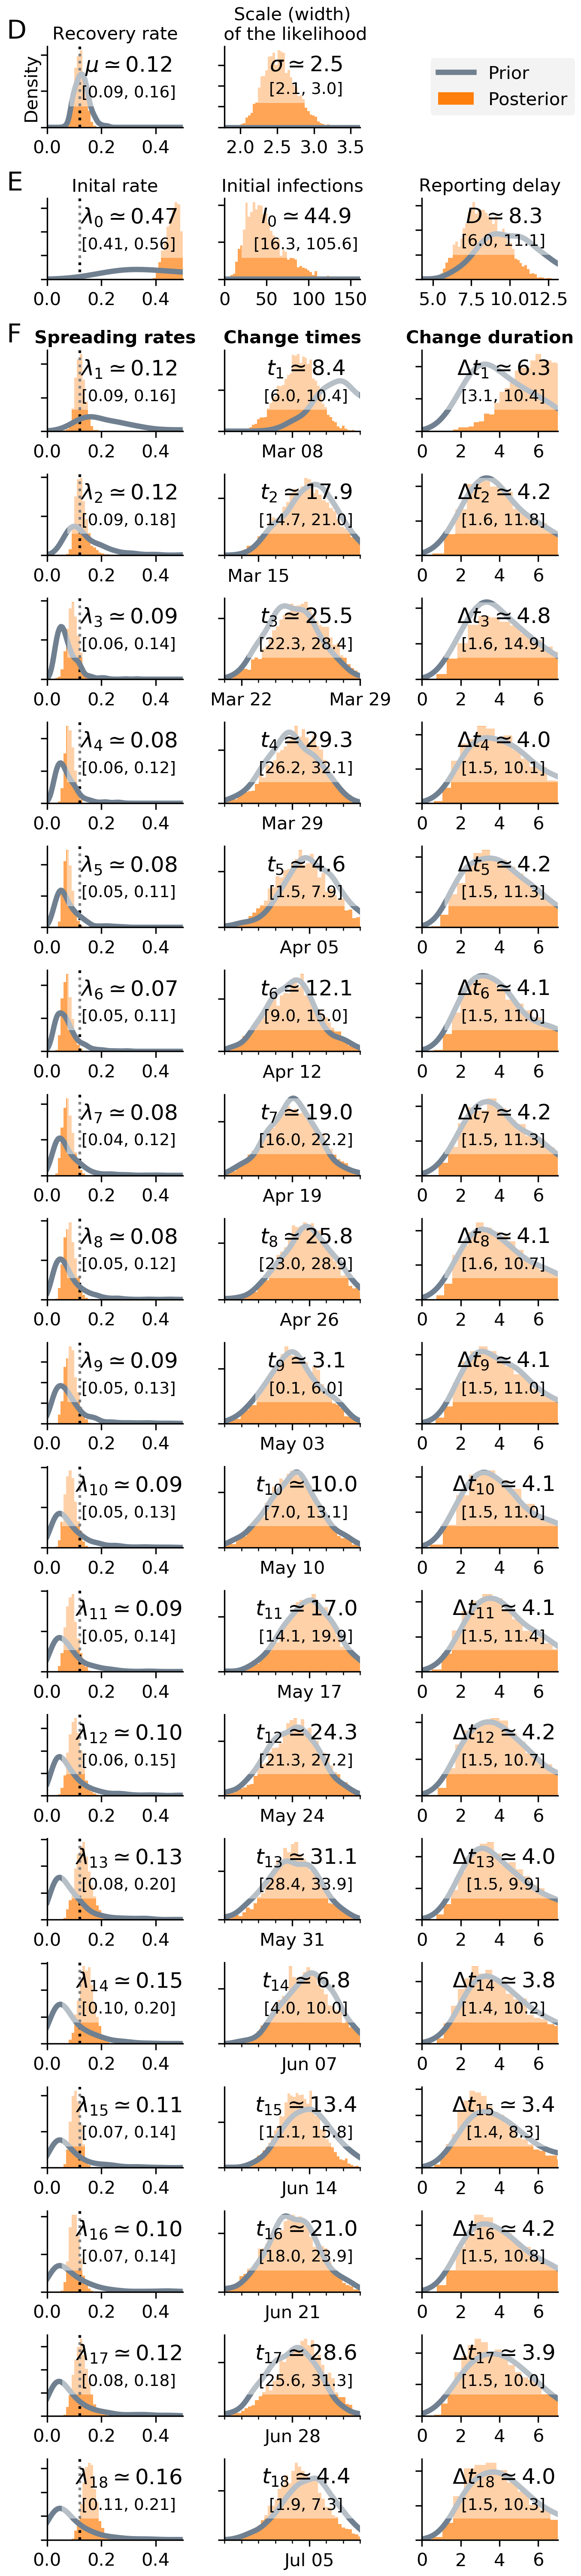 D
Recovery rate
Scale (width)
of the likelihood
Density
μ ≃ 0.12
[0.09, 0.16]
σ ≃ 2.5
[2.1, 3.0]
Prior
Posterior
0.0 0.2 0.4
2.0 2.5 3.0 3.5
E
Inital rate
Initial infections
Reporting delay
λ0 ≃ 0.47
[0.41, 0.56]
I0 ≃ 44.9
[16.3, 105.6]
D ≃ 8.3
[6.0, 11.1]
0.0 0.2 0.4
0 50 100 150
5.0 7.5 10.0 12.5
F
Spreading rates Change times Change duration
λ1 ≃ 0.12 t1 ≃ 8.4 Δt1 ≃ 6.3
[0.09, 0.16] [6.0, 10.4] [3.1, 10.4]
0.0 0.2 0.4 Mar 08 0 2 4 6
λ2 ≃ 0.12 t2 ≃ 17.9 Δt2 ≃ 4.2
[0.09, 0.18] [14.7, 21.0] [1.6, 11.8]
0.0 0.2 0.4 Mar 15 0 2 4 6
λ3 ≃ 0.09 t3 ≃ 25.5 Δt3 ≃ 4.8
[0.06, 0.14] [22.3, 28.4] [1.6, 14.9]
0.0 0.2 0.4 Mar 22 Mar 29 0 2 4 6
λ4 ≃ 0.08 t4 ≃ 29.3 Δt4 ≃ 4.0
[0.06, 0.12] [26.2, 32.1] [1.5, 10.1]
0.0 0.2 0.4 Mar 29 0 2 4 6
λ5 ≃ 0.08 t5 ≃ 4.6 Δt5 ≃ 4.2
[0.05, 0.11] [1.5, 7.9] [1.5, 11.3]
0.0 0.2 0.4 Apr 05 0 2 4 6
λ6 ≃ 0.07 t6 ≃ 12.1 Δt6 ≃ 4.1
[0.05, 0.11] [9.0, 15.0] [1.5, 11.0]
0.0 0.2 0.4 Apr 12 0 2 4 6
λ7 ≃ 0.08 t7 ≃ 19.0 Δt7 ≃ 4.2
[0.04, 0.12] [16.0, 22.2] [1.5, 11.3]
0.0 0.2 0.4 Apr 19 0 2 4 6
λ8 ≃ 0.08 t8 ≃ 25.8 Δt8 ≃ 4.1
[0.05, 0.12] [23.0, 28.9] [1.6, 10.7]
0.0 0.2 0.4 Apr 26 0 2 4 6
λ9 ≃ 0.09 t9 ≃ 3.1 Δt9 ≃ 4.1
[0.05, 0.13] [0.1, 6.0] [1.5, 11.0]
0.0 0.2 0.4 May 03 0 2 4 6
λ10 ≃ 0.09 t10 ≃ 10.0 Δt10 ≃ 4.1
[0.05, 0.13] [7.0, 13.1] [1.5, 11.0]
0.0 0.2 0.4 May 10 0 2 4 6
λ11 ≃ 0.09 t11 ≃ 17.0 Δt11 ≃ 4.1
[0.05, 0.14] [14.1, 19.9] [1.5, 11.4]
0.0 0.2 0.4 May 17 0 2 4 6
λ12 ≃ 0.10 t12 ≃ 24.3 Δt12 ≃ 4.2
[0.06, 0.15] [21.3, 27.2] [1.5, 10.7]
0.0 0.2 0.4 May 24 0 2 4 6
λ13 ≃ 0.13 t13 ≃ 31.1 Δt13 ≃ 4.0
[0.08, 0.20] [28.4, 33.9] [1.5, 9.9]
0.0 0.2 0.4 May 31 0 2 4 6
λ14 ≃ 0.15 t14 ≃ 6.8 Δt14 ≃ 3.8
[0.10, 0.20] [4.0, 10.0] [1.4, 10.2]
0.0 0.2 0.4 Jun 07 0 2 4 6
λ15 ≃ 0.11 t15 ≃ 13.4 Δt15 ≃ 3.4
[0.07, 0.14] [11.1, 15.8] [1.4, 8.3]
0.0 0.2 0.4 Jun 14 0 2 4 6
λ16 ≃ 0.10 t16 ≃ 21.0 Δt16 ≃ 4.2
[0.07, 0.14] [18.0, 23.9] [1.5, 10.8]
0.0 0.2 0.4 Jun 21 0 2 4 6
λ17 ≃ 0.12 t17 ≃ 28.6 Δt17 ≃ 3.9
[0.08, 0.18] [25.6, 31.3] [1.5, 10.0]
0.0 0.2 0.4 Jun 28 0 2 4 6
λ18 ≃ 0.16 t18 ≃ 4.4 Δt18 ≃ 4.0
[0.11, 0.21] [1.9, 7.3] [1.5, 10.3]
0.0 0.2 0.4 Jul 05 0 2 4 6